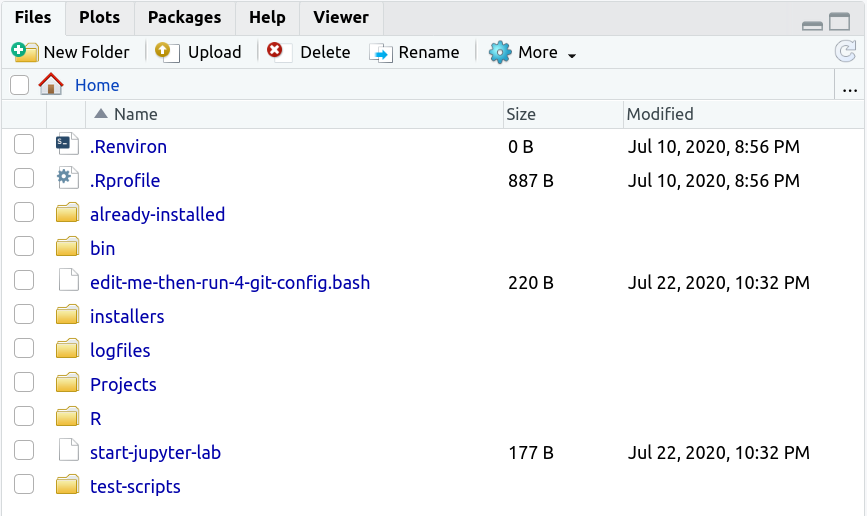 Files Plots Packages Help Viewer
New Folder Upload Delete Rename More
Home ...
Name Size Modified
.Renviron 0 B Jul 10, 2020, 8:56 PM
.Rprofile 887 B Jul 10, 2020, 8:56 PM
already-installed
bin
edit-me-then-run-4-git-config.bash 220 B Jul 22, 2020, 10:32 PM
installers
logfiles
Projects
R
start-jupyter-lab 177 B Jul 22, 2020, 10:32 PM
test-scripts